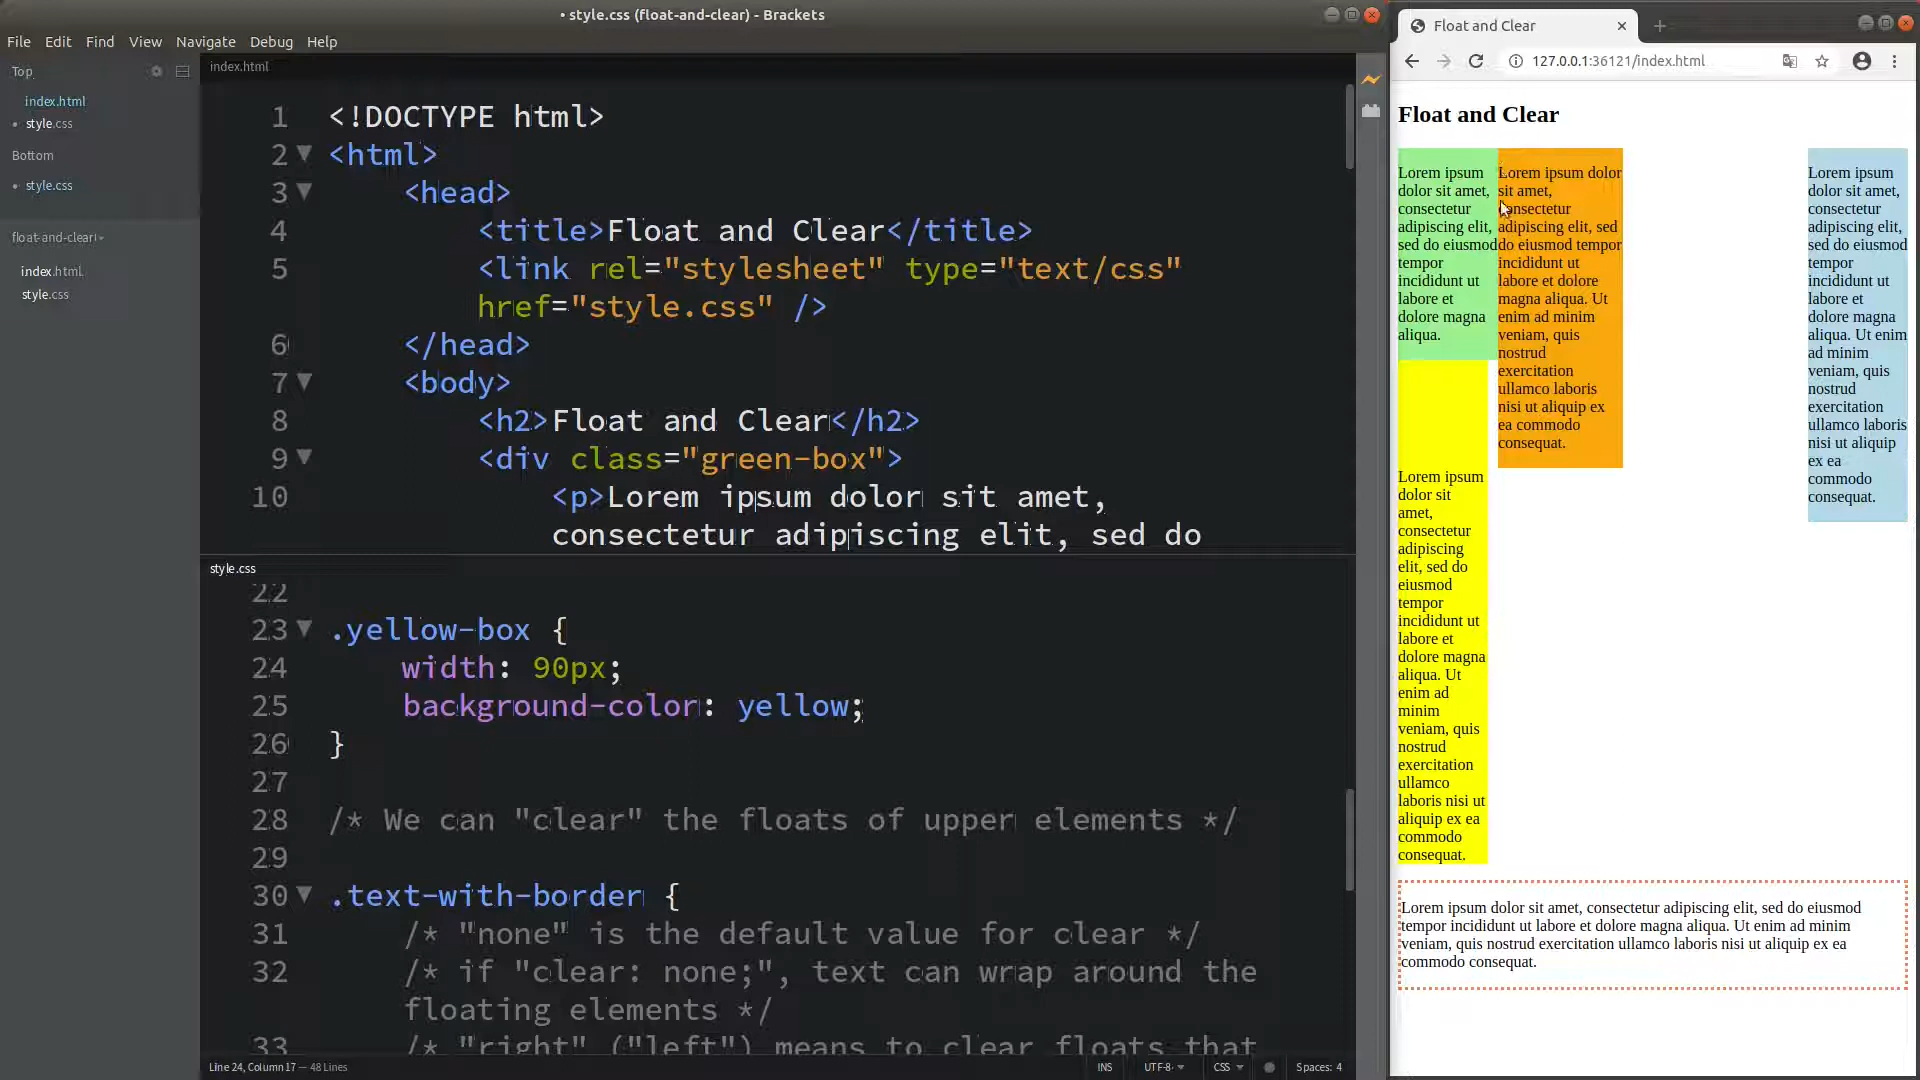 • style.css (float-and-clear) - Brackets
File Edit Find View Navigate Debug Help
Top
index.html
• style.css
Bottom
• style.css
float-and-clear
index.html
style.css
index.html
1 <!DOCTYPE html>
2 <html>
3 <head>
4 <title>Float and Clear</title>
5 <link rel="stylesheet" type="text/css"
href="style.css" />
6 </head>
7 <body>
8 <h2>Float and Clear</h2>
9 <div class="green-box">
10 <p>Lorem ipsum dolor sit amet,
consectetur adipiscing elit, sed do
style.css
22
23 .yellow-box {
24 width: 90px;
25 background-color: yellow;
26 }
27
28 /* We can "clear" the floats of upper elements */
29
30 .text-with-border {
31 /* "none" is the default value for clear */
32 /* if "clear: none;", text can wrap around the
floating elements */
33 /* "right" ("left") means to clear floats that
Line 24, Column 17 — 48 Lines
INS UTF-8 CSS Spaces: 4
Float and Clear
127.0.0.1:36121/index.html
Float and Clear
Lorem ipsum
dolor sit amet,
consectetur
adipiscing elit,
sed do eiusmod
tempor
incididunt ut
labore et
dolore magna
aliqua.
Lorem ipsum dolor
sit amet,
consectetur
adipiscing elit, sed
do eiusmod tempor
incididunt ut
labore et dolore
magna aliqua. Ut
enim ad minim
veniam, quis
nostrud
exercitation
ullamco laboris
nisi ut aliquip ex
ea commodo
consequat.
Lorem ipsum
dolor sit amet,
consectetur
adipiscing elit,
sed do eiusmod
tempor
incididunt ut
labore et
dolore magna
aliqua. Ut enim
ad minim
veniam, quis
nostrud
exercitation
ullamco laboris
nisi ut aliquip
ex ea
commodo
consequat.
Lorem ipsum
dolor sit
amet,
consectetur
adipiscing
elit, sed do
eiusmod
tempor
incididunt ut
labore et
dolore magna
aliqua. Ut
enim ad
minim
veniam, quis
nostrud
exercitation
ullamco
laboris nisi ut
aliquip ex ea
commodo
consequat.
Lorem ipsum dolor sit amet, consectetur adipiscing elit, sed do eiusmod
tempor incididunt ut labore et dolore magna aliqua. Ut enim ad minim
veniam, quis nostrud exercitation ullamco laboris nisi ut aliquip ex ea
commodo consequat.